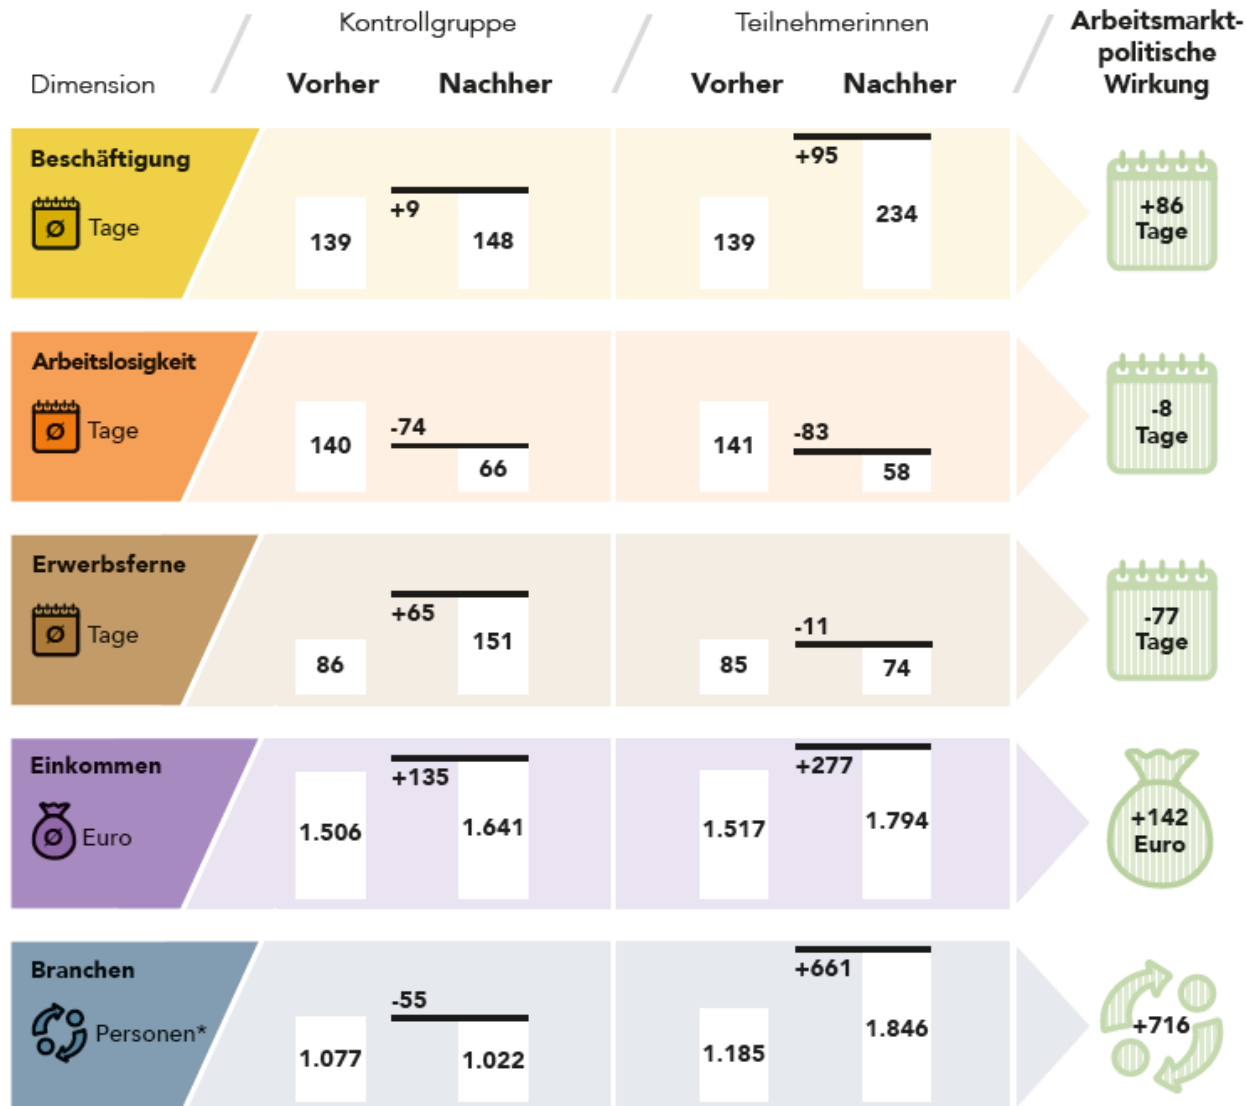 Kontrollgruppe
Teilnehmerinnen
Arbeitsmarkt-
politische
Wirkung
Dimension
Vorher
Nachher
Vorher
Nachher
Beschäftigung
Ø Tage
139
+9
148
139
+95
234
+86
Tage
Arbeitslosigkeit
Ø Tage
140
-74
66
141
-83
58
-8
Tage
Erwerbsferne
Ø Tage
86
+65
151
85
-11
74
-77
Tage
Einkommen
Ø Euro
1.506
+135
1.641
1.517
+277
1.794
+142
Euro
Branchen
Personen*
1.077
-55
1.022
1.185
+661
1.846
+716